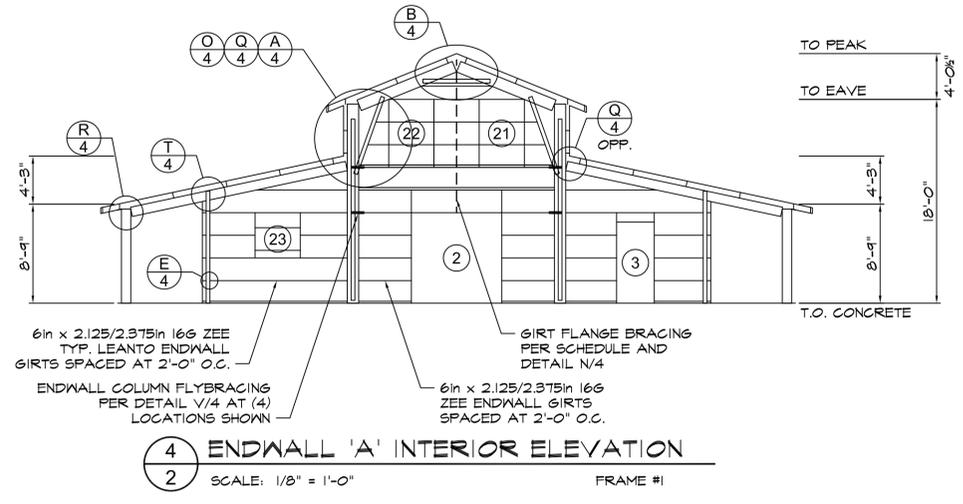 B
4
O Q A
4 4 4
TO PEAK
4'-0½"
TO EAVE
Q
4
OPP.
R
4
T
4
22 21
4'-3"
4'-3"
18'-0"
8'-9"
8'-9"
23
2
3
E
4
T.O. CONCRETE
6in x 2.125/2.375in 16G ZEE
TYP. LEANTO ENDWALL
GIRTS SPACED AT 2'-0" O.C.
GIRT FLANGE BRACING
PER SCHEDULE AND
DETAIL N/4
ENDWALL COLUMN FLYBRACING
PER DETAIL V/4 AT (4)
LOCATIONS SHOWN
6in x 2.125/2.375in 16G
ZEE ENDWALL GIRTS
SPACED AT 2'-0" O.C.
4
2
ENDWALL 'A' INTERIOR ELEVATION
SCALE: 1/8" = 1'-0" FRAME #1